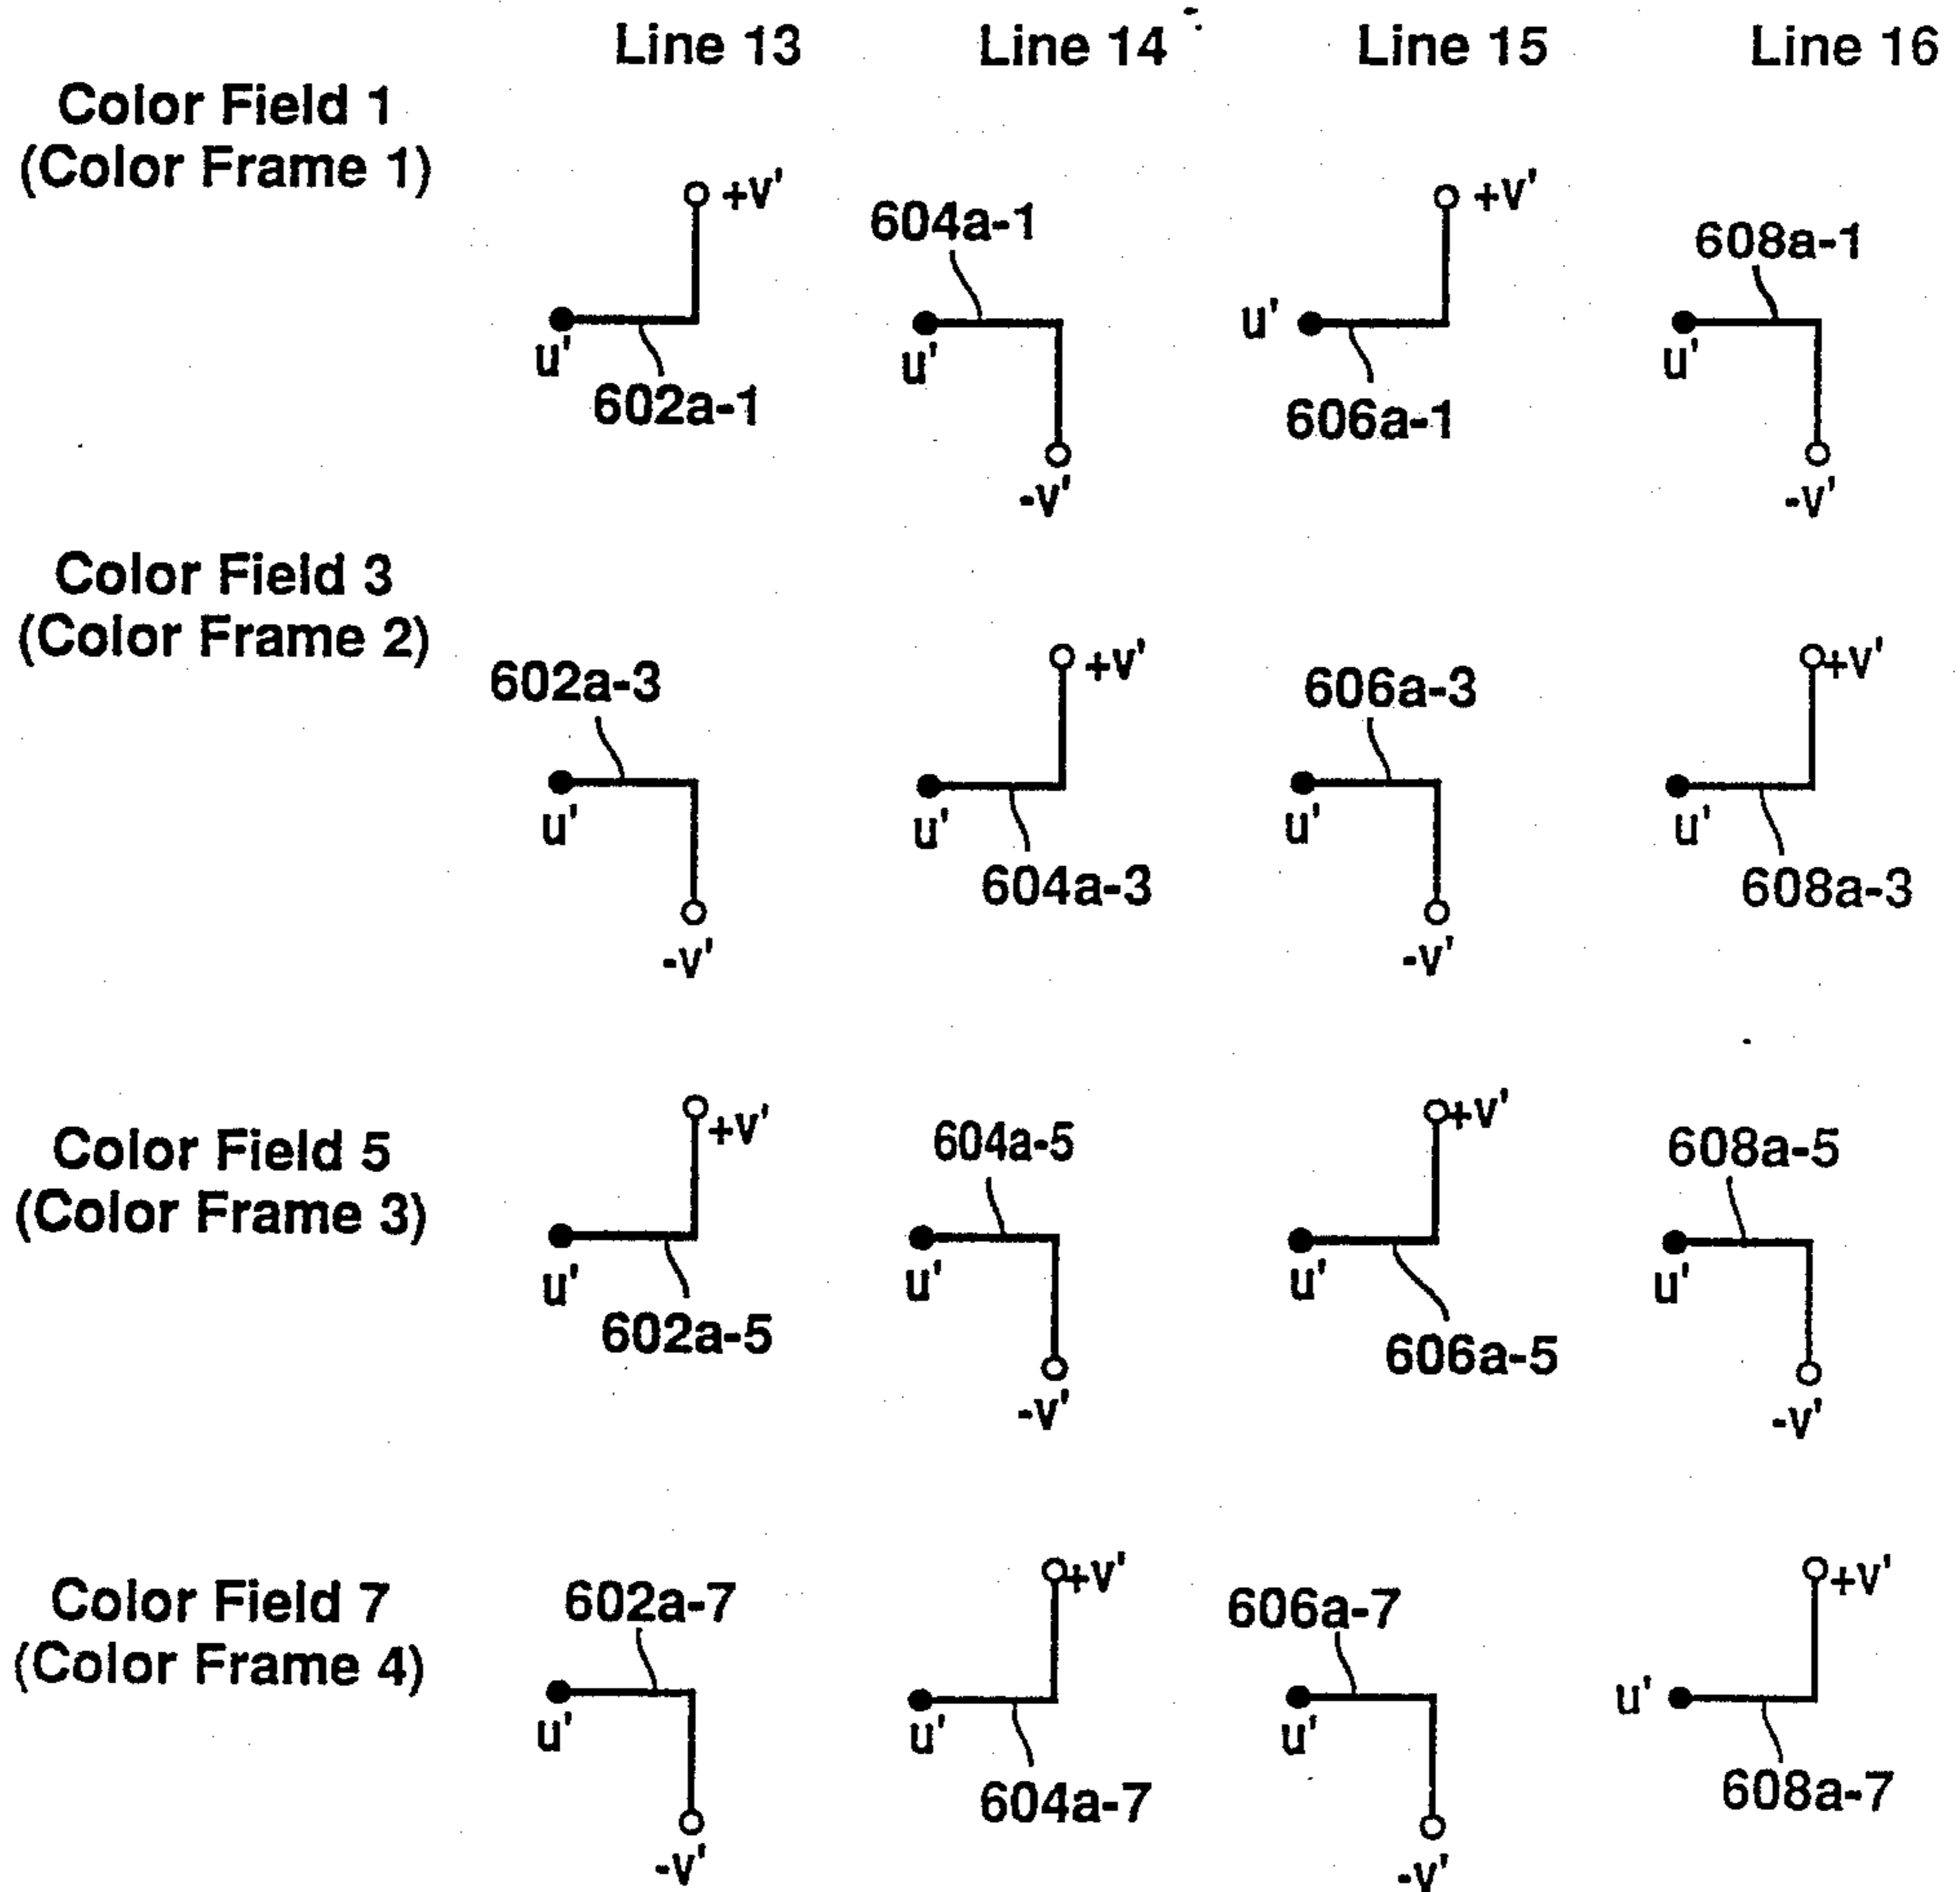 Line 13 Line 14 Line 15 Line 16
Color Field 1
(Color Frame 1)
+v' 604a-1 +v' 608a-1
u' u' u' u'
602a-1 606a-1
-v' -v'
Color Field 3
(Color Frame 2)
602a-3 +v' 606a-3 +v'
u' u' u' u'
604a-3 608a-3
-v' -v'
Color Field 5
(Color Frame 3)
+v' 604a-5 +v' 608a-5
u' u' u' u'
602a-5 606a-5
-v' -v'
Color Field 7
(Color Frame 4)
602a-7 +v' 606a-7 +v'
u' u' u' u'
604a-7 608a-7
-v' -v'